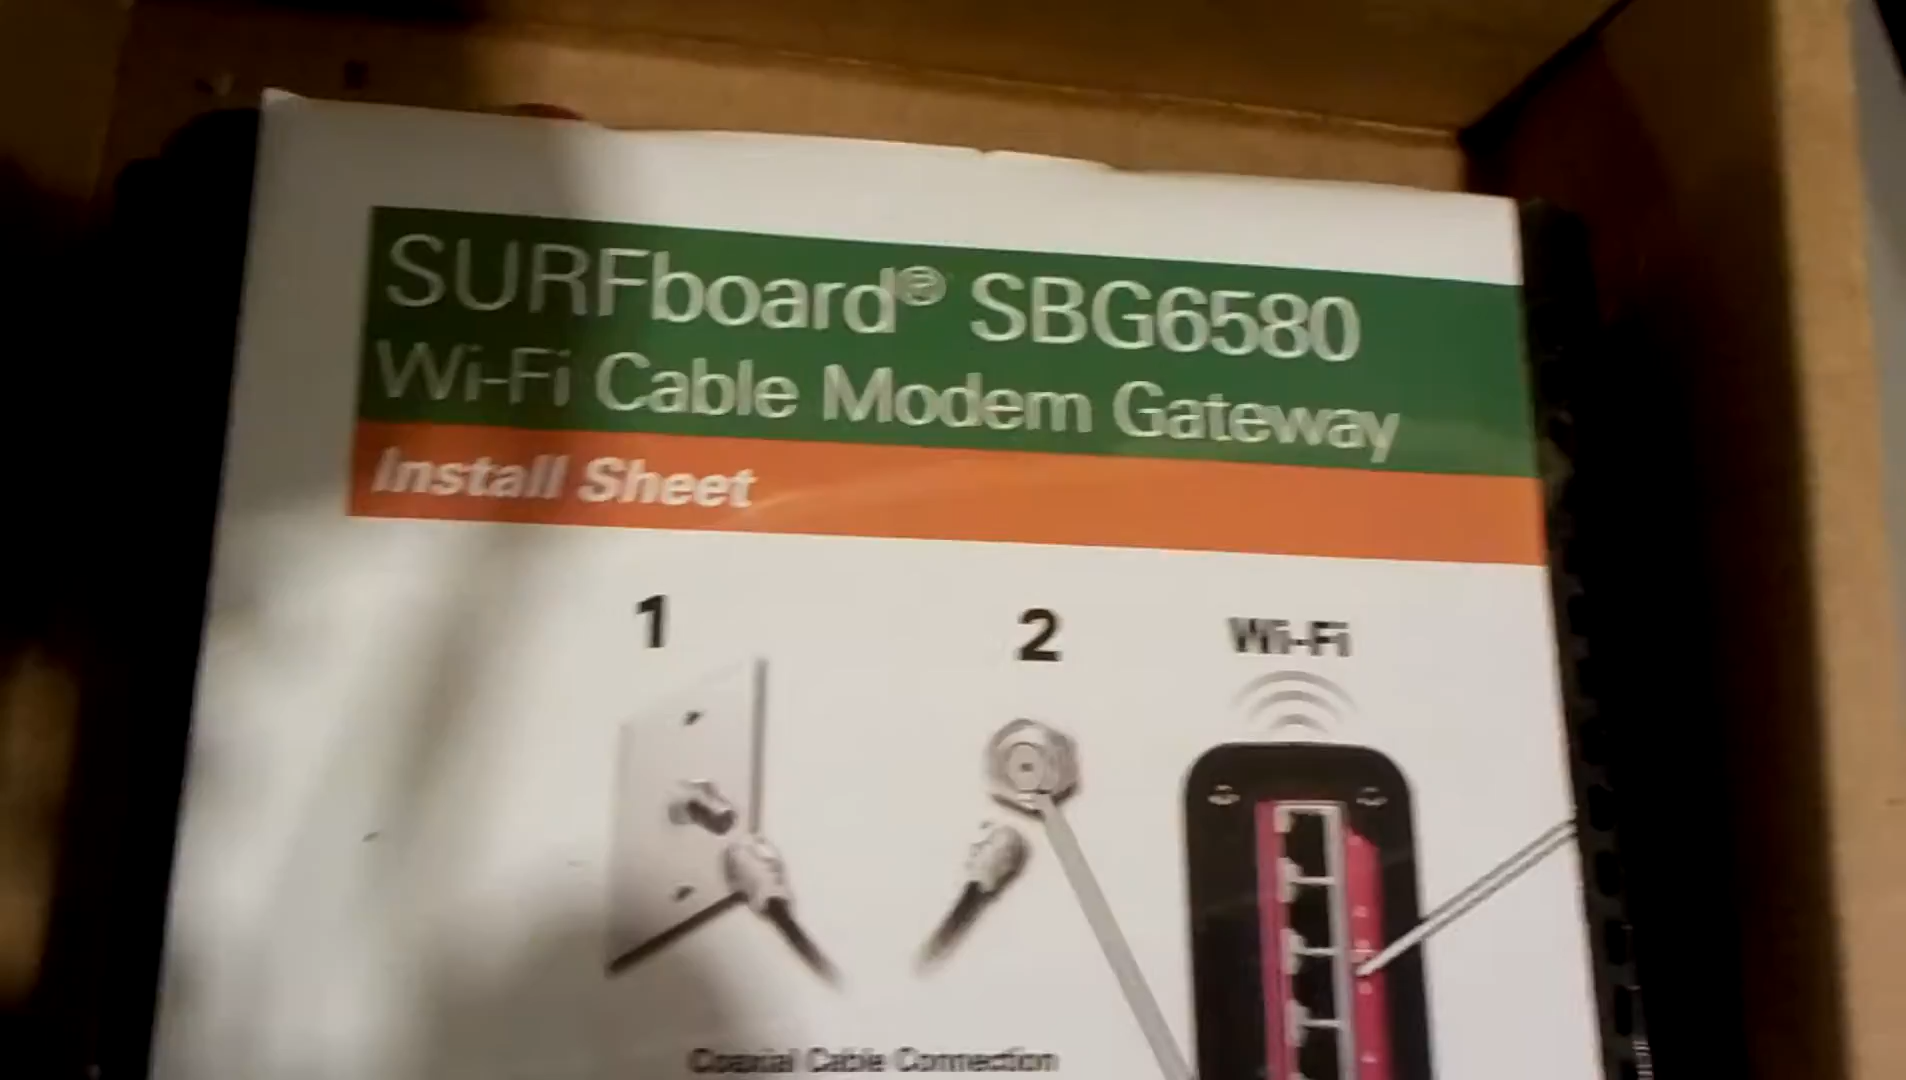 SURFboard® SBG6580
Wi-Fi Cable Modem Gateway
Install Sheet
1
2
Wi-Fi
Coaxial Cable Connection